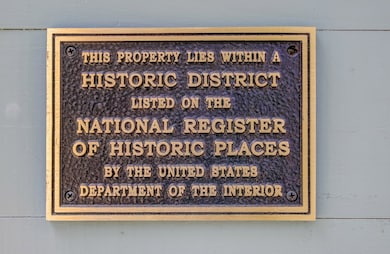 THIS PROPERTY LIES WITHIN A
HISTORIC DISTRICT
LISTED ON THE
NATIONAL REGISTER
OF HISTORIC PLACES
BY THE UNITED STATES
DEPARTMENT OF THE INTERIOR